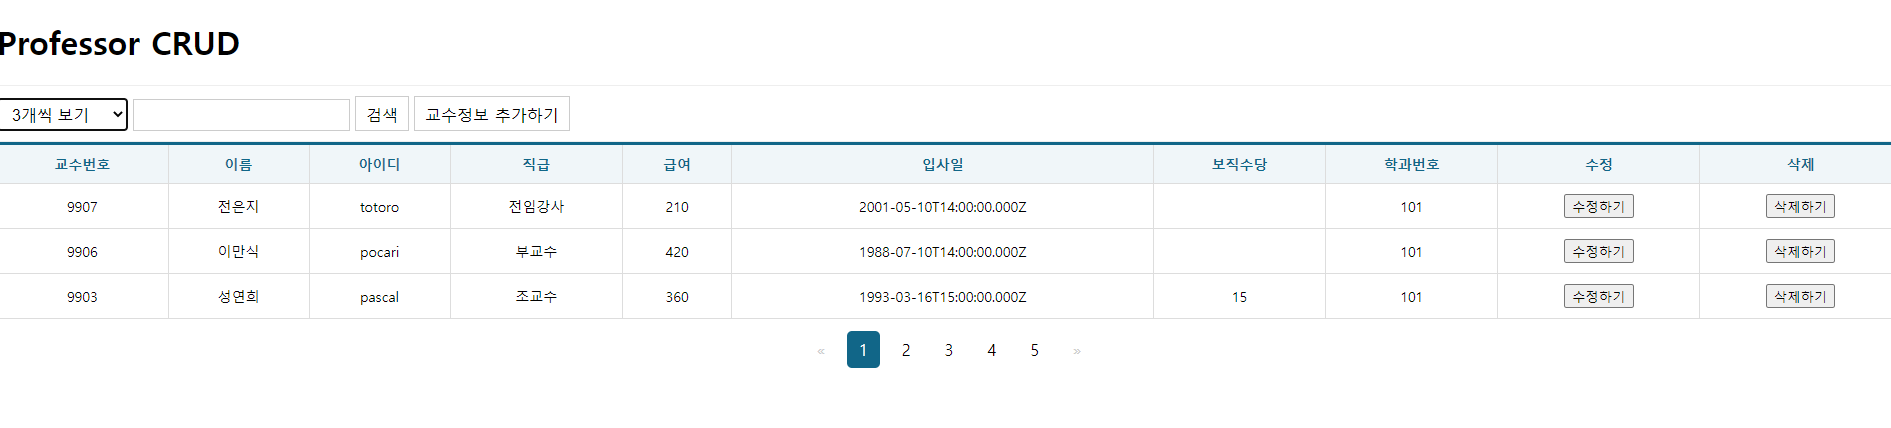 Professor CRUD
3개씩 보기 검색 교수정보 추가하기
교수번호 이름 아이디 직급 급여 입사일 보직수당 학과번호 수정 삭제
9907 전은지 totoro 전임강사 210 2001-05-10T14:00:00.000Z 101 수정하기 삭제하기
9906 이만식 pocari 부교수 420 1988-07-10T14:00:00.000Z 101 수정하기 삭제하기
9903 성연희 pascal 조교수 360 1993-03-16T15:00:00.000Z 15 101 수정하기 삭제하기
« 1 2 3 4 5 »